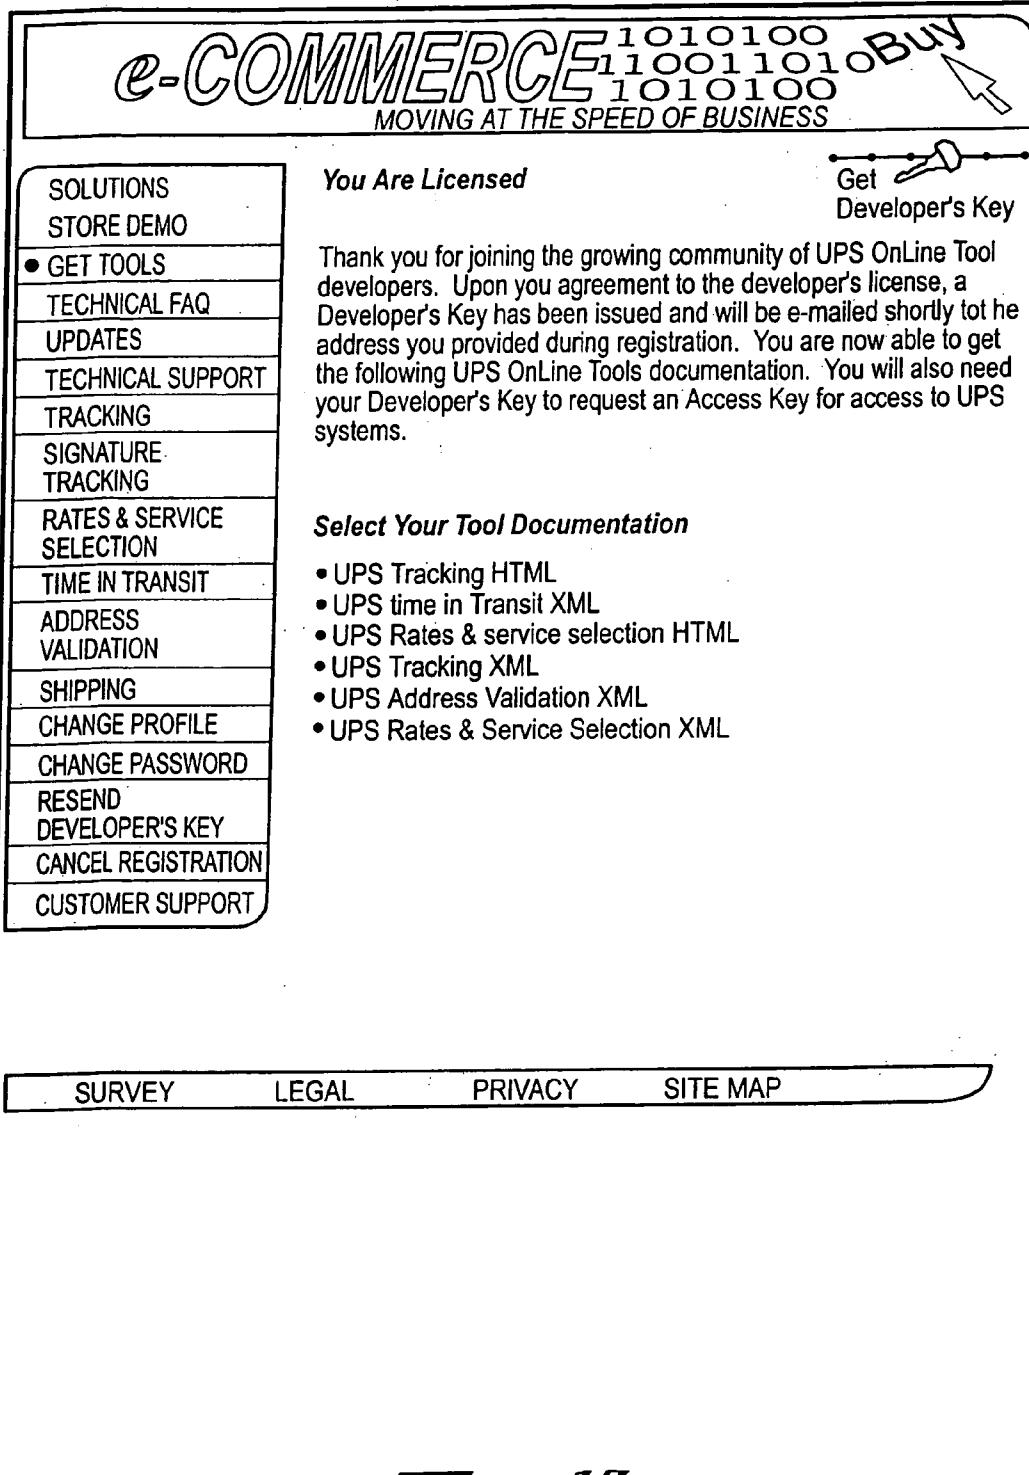 e-COMMERCE
1010100
110011010
1010100
Buy
MOVING AT THE SPEED OF BUSINESS
SOLUTIONS
STORE DEMO
• GET TOOLS
TECHNICAL FAQ
UPDATES
TECHNICAL SUPPORT
TRACKING
SIGNATURE
TRACKING
RATES & SERVICE
SELECTION
TIME IN TRANSIT
ADDRESS
VALIDATION
SHIPPING
CHANGE PROFILE
CHANGE PASSWORD
RESEND
DEVELOPER'S KEY
CANCEL REGISTRATION
CUSTOMER SUPPORT
You Are Licensed
Get
Developer's Key
Thank you for joining the growing community of UPS OnLine Tool
developers. Upon you agreement to the developer's license, a
Developer's Key has been issued and will be e-mailed shortly tot he
address you provided during registration. You are now able to get
the following UPS OnLine Tools documentation. You will also need
your Developer's Key to request an Access Key for access to UPS
systems.
Select Your Tool Documentation
• UPS Tracking HTML
• UPS time in Transit XML
• UPS Rates & service selection HTML
• UPS Tracking XML
• UPS Address Validation XML
• UPS Rates & Service Selection XML
SURVEY LEGAL PRIVACY SITE MAP